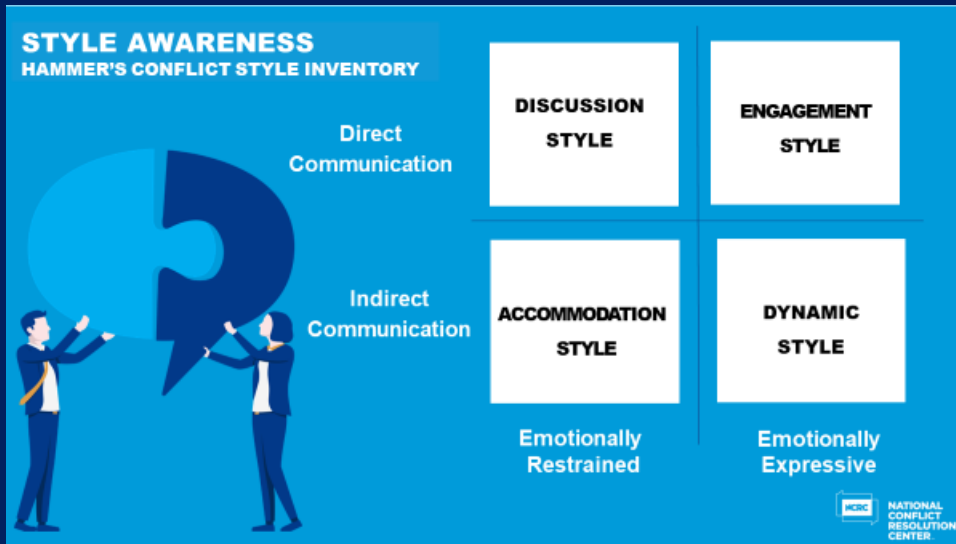 STYLE AWARENESS
HAMMER'S CONFLICT STYLE INVENTORY
Direct
Communication
DISCUSSION
STYLE
ENGAGEMENT
STYLE
Indirect
Communication
ACCOMMODATION
STYLE
DYNAMIC
STYLE
Emotionally
Restrained
Emotionally
Expressive
NCRC
NATIONAL
CONFLICT
RESOLUTION
CENTER.